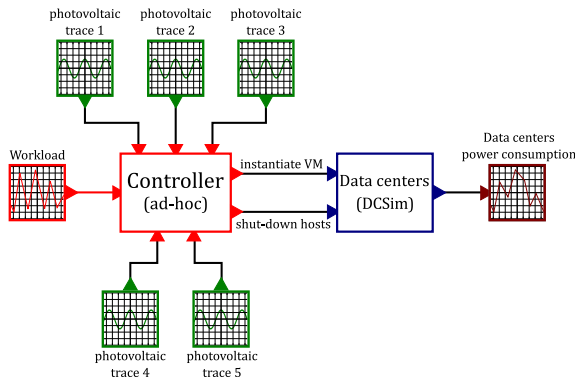 photovoltaic
trace 1
photovoltaic
trace 2
photovoltaic
trace 3
Workload
Controller
(ad-hoc)
instantiate VM
shut-down hosts
Data centers
(DCSim)
Data centers
power consumption
photovoltaic
trace 4
photovoltaic
trace 5